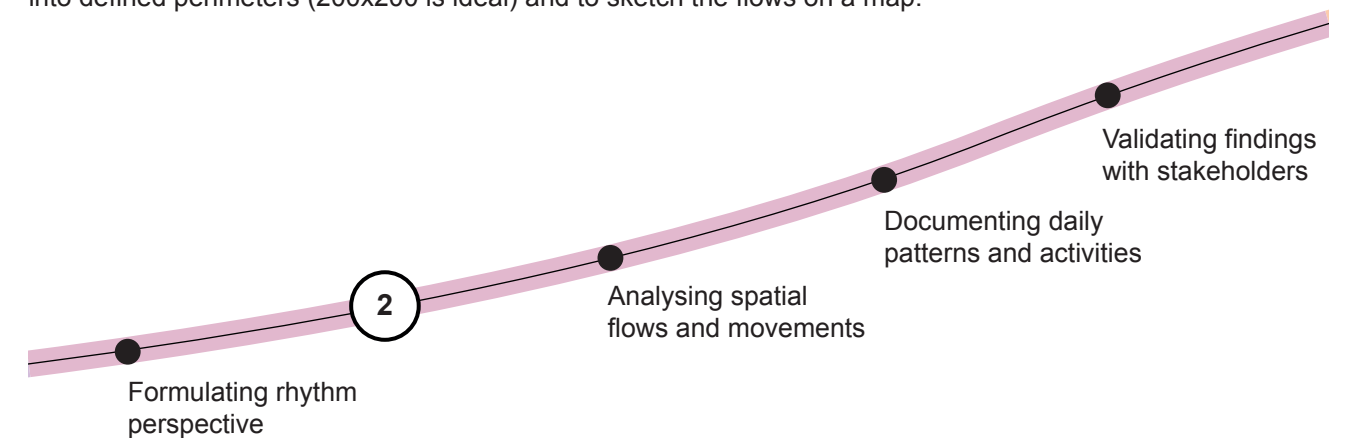 into defined perimeters (200x200 is ideal) and to sketch the flows on a map.
Validating findings
with stakeholders
Documenting daily
patterns and activities
Analysing spatial
flows and movements
2
Formulating rhythm
perspective